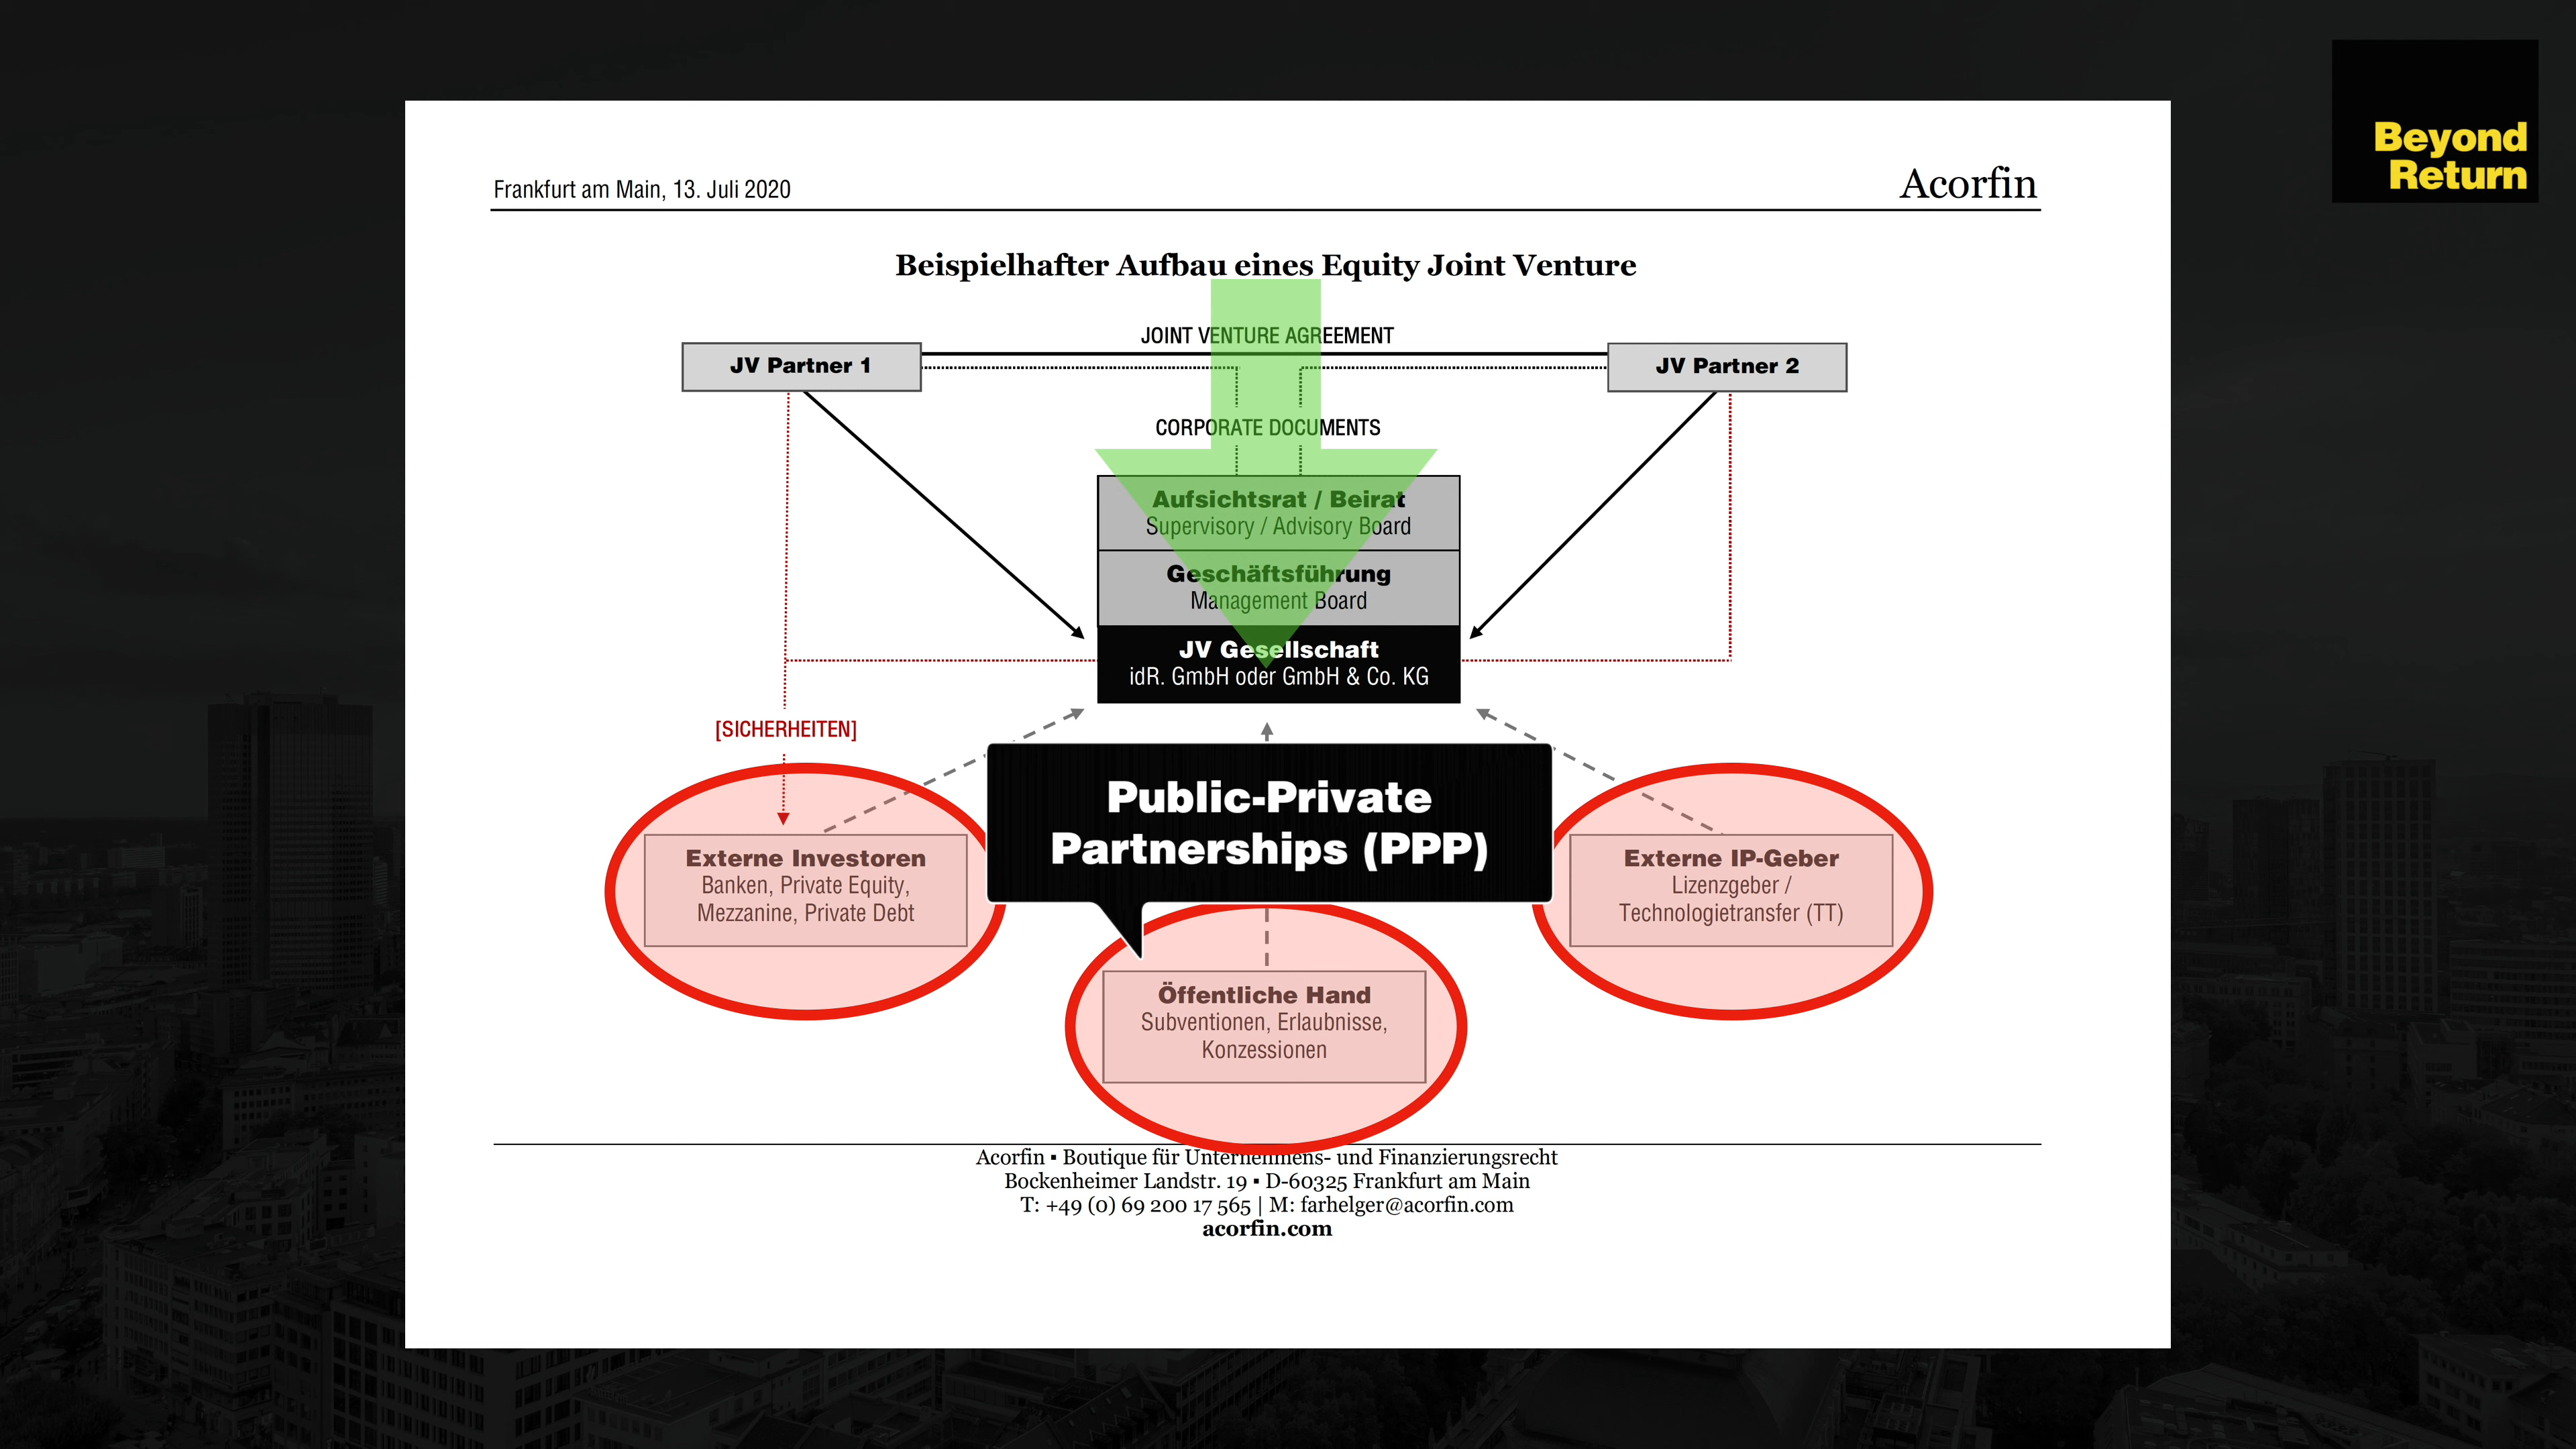 Beyond
Return
Frankfurt am Main, 13. Juli 2020
Acorfin
Beispielhafter Aufbau eines Equity Joint Venture
JOINT VENTURE AGREEMENT
JV Partner 1
JV Partner 2
CORPORATE DOCUMENTS
Aufsichtsrat / Beirat
Supervisory / Advisory Board
Geschäftsführung
Management Board
JV Gesellschaft
idR. GmbH oder GmbH & Co. KG
[SICHERHEITEN]
Public-Private
Partnerships (PPP)
Externe Investoren
Banken, Private Equity,
Mezzanine, Private Debt
Externe IP-Geber
Lizenzgeber /
Technologietransfer (TT)
Öffentliche Hand
Subventionen, Erlaubnisse,
Konzessionen
Acorfin ▪ Boutique für Unternehmens- und Finanzierungsrecht
Bockenheimer Landstr. 19 ▪ D-60325 Frankfurt am Main
T: +49 (0) 69 200 17 565 | M: farhelger@acorfin.com
acorfin.com